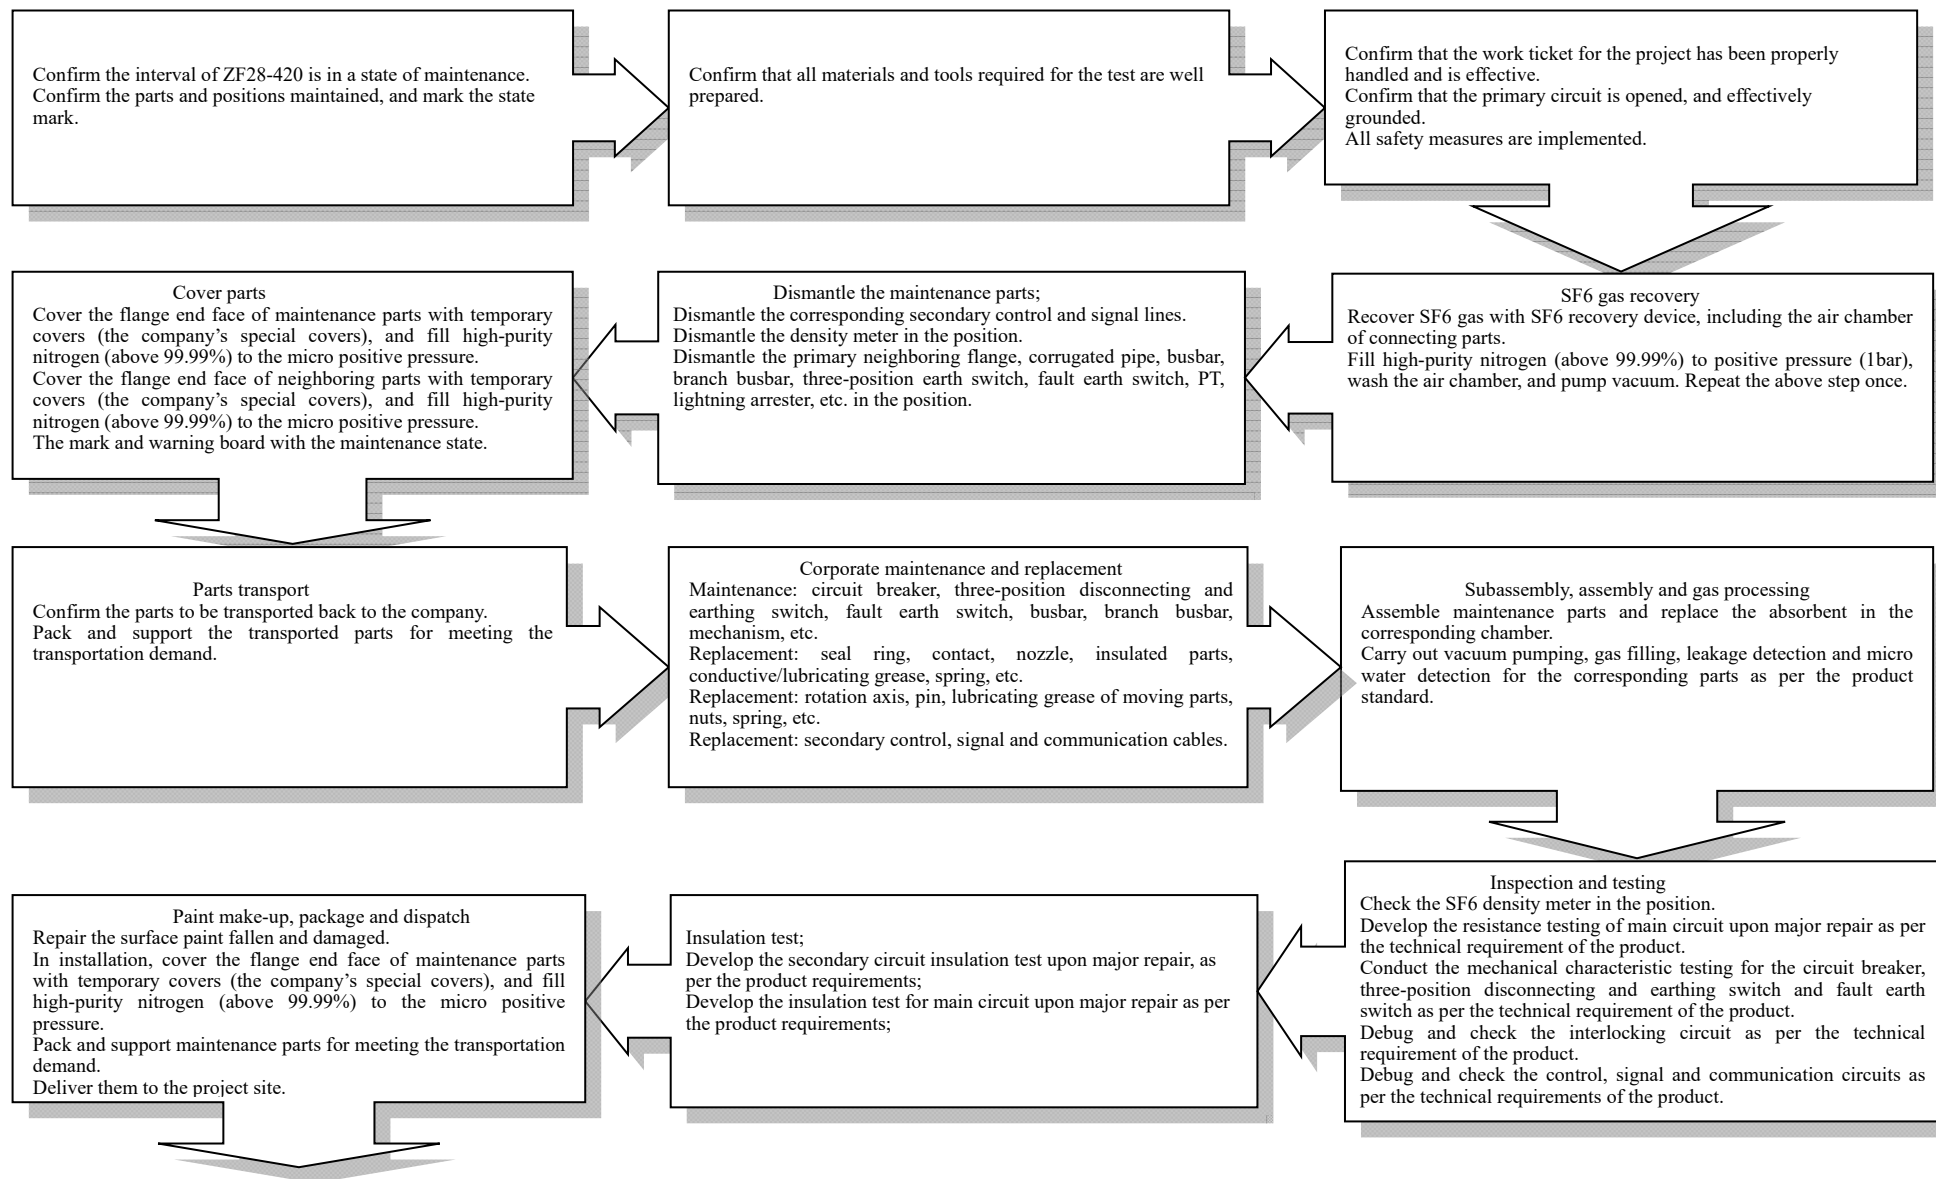 Confirm the interval of ZF28-420 is in a state of maintenance.
Confirm the parts and positions maintained, and mark the state
mark.
Confirm that all materials and tools required for the test are well
prepared.
Confirm that the work ticket for the project has been properly
handled and is effective.
Confirm that the primary circuit is opened, and effectively
grounded.
All safety measures are implemented.
SF6 gas recovery
Recover SF6 gas with SF6 recovery device, including the air chamber
of connecting parts.
Fill high-purity nitrogen (above 99.99%) to positive pressure (1bar),
wash the air chamber, and pump vacuum. Repeat the above step once.
Dismantle the maintenance parts;
Dismantle the corresponding secondary control and signal lines.
Dismantle the density meter in the position.
Dismantle the primary neighboring flange, corrugated pipe, busbar,
branch busbar, three-position earth switch, fault earth switch, PT,
lightning arrester, etc. in the position.
Cover parts
Cover the flange end face of maintenance parts with temporary
covers (the company’s special covers), and fill high-purity
nitrogen (above 99.99%) to the micro positive pressure.
Cover the flange end face of neighboring parts with temporary
covers (the company’s special covers), and fill high-purity
nitrogen (above 99.99%) to the micro positive pressure.
The mark and warning board with the maintenance state.
Parts transport
Confirm the parts to be transported back to the company.
Pack and support the transported parts for meeting the
transportation demand.
Corporate maintenance and replacement
Maintenance: circuit breaker, three-position disconnecting and
earthing switch, fault earth switch, busbar, branch busbar,
mechanism, etc.
Replacement: seal ring, contact, nozzle, insulated parts,
conductive/lubricating grease, spring, etc.
Replacement: rotation axis, pin, lubricating grease of moving parts,
nuts, spring, etc.
Replacement: secondary control, signal and communication cables.
Subassembly, assembly and gas processing
Assemble maintenance parts and replace the absorbent in the
corresponding chamber.
Carry out vacuum pumping, gas filling, leakage detection and micro
water detection for the corresponding parts as per the product
standard.
Inspection and testing
Check the SF6 density meter in the position.
Develop the resistance testing of main circuit upon major repair as per
the technical requirement of the product.
Conduct the mechanical characteristic testing for the circuit breaker,
three-position disconnecting and earthing switch and fault earth
switch as per the technical requirement of the product.
Debug and check the interlocking circuit as per the technical
requirement of the product.
Debug and check the control, signal and communication circuits as
per the technical requirements of the product.
Insulation test;
Develop the secondary circuit insulation test upon major repair, as
per the product requirements;
Develop the insulation test for main circuit upon major repair as per
the product requirements;
Paint make-up, package and dispatch
Repair the surface paint fallen and damaged.
In installation, cover the flange end face of maintenance parts
with temporary covers (the company’s special covers), and fill
high-purity nitrogen (above 99.99%) to the micro positive
pressure.
Pack and support maintenance parts for meeting the transportation
demand.
Deliver them to the project site.